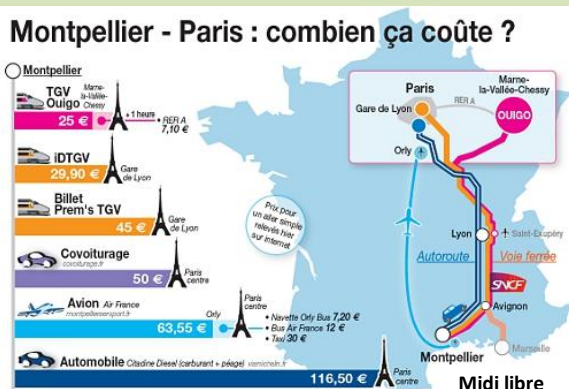 Montpellier - Paris : combien ça coûte ?
Montpellier
TGV
Ouigo
Marne-
la-Vallée-
Chessy
25 €
+ 1 heure
• RER A
7,10 €
iDTGV
29,90 €
Gare
de Lyon
Billet
Prem's TGV
45 €
Gare
de Lyon
Prix pour
un aller simple
relevés hier
sur internet
Covoiturage
covoiturage.fr
50 €
Paris
centre
Avion Air France
montpellieraeroport.fr
63,55 €
Orly
Paris
centre
• Navette Orly Bus 7,20 €
• Bus Air France 12 €
• Taxi 30 €
Automobile Citadine Diesel (carburant + péage) viamichelin.fr
116,50 €
Paris
centre
Paris
Gare de Lyon
RER A
Marne-
la-Vallée-Chessy
OUIGO
Orly
Lyon
Saint-Exupéry
Autoroute
Voie ferrée
SNCF
Avignon
Marseille
Montpellier
Midi libre